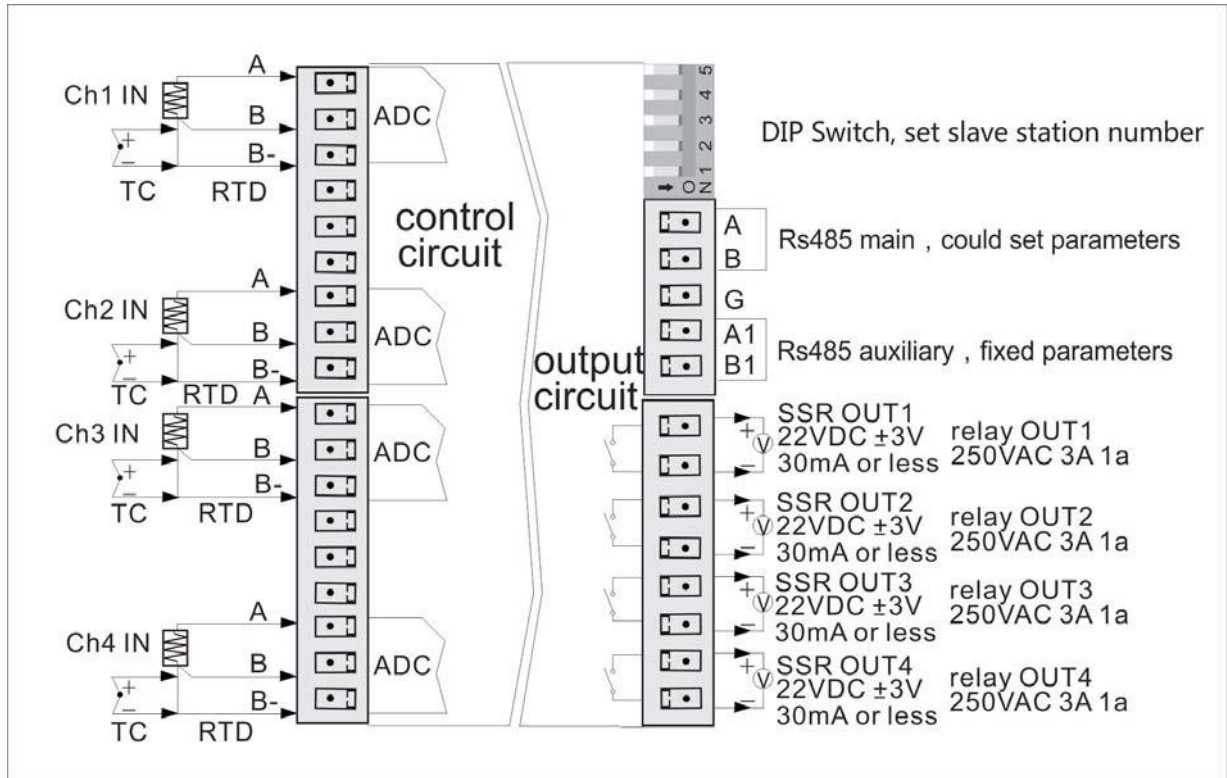 A
Ch1 IN
B
ADC
+
B-
–
TC RTD
control
circuit
A
Ch2 IN
B
ADC
+
B-
–
TC RTD
A
Ch3 IN
B
ADC
+
B-
–
TC RTD
A
Ch4 IN
B
ADC
+
B-
–
TC RTD
output
circuit
5
4
3
2
1
ON
DIP Switch, set slave station number
A
B
Rs485 main , could set parameters
G
A1
B1
Rs485 auxiliary , fixed parameters
SSR OUT1
22VDC ±3V
30mA or less
+
V
–
relay OUT1
250VAC 3A 1a
SSR OUT2
22VDC ±3V
30mA or less
+
V
–
relay OUT2
250VAC 3A 1a
SSR OUT3
22VDC ±3V
30mA or less
+
V
–
relay OUT3
250VAC 3A 1a
SSR OUT4
22VDC ±3V
30mA or less
+
V
–
relay OUT4
250VAC 3A 1a